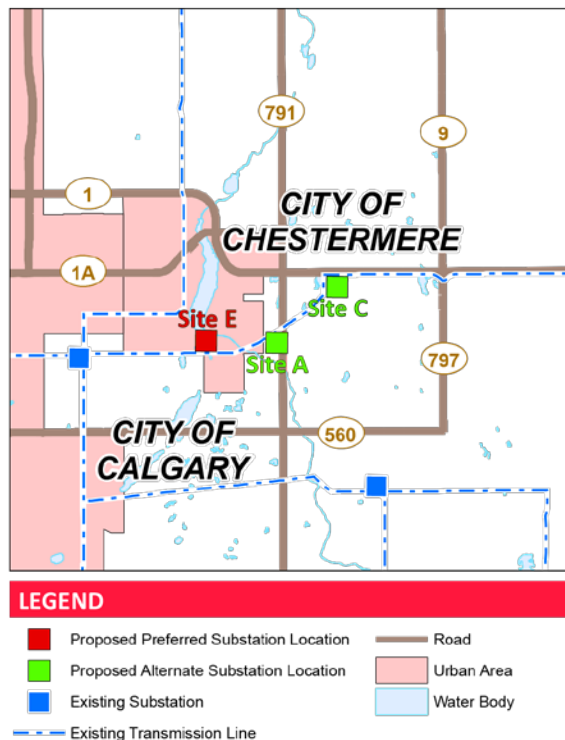 791
9
1
CITY OF
CHESTERMERE
1A
Site C
Site E
Site A
797
CITY OF
CALGARY
560
LEGEND
Proposed Preferred Substation Location
Road
Proposed Alternate Substation Location
Urban Area
Existing Substation
Water Body
Existing Transmission Line